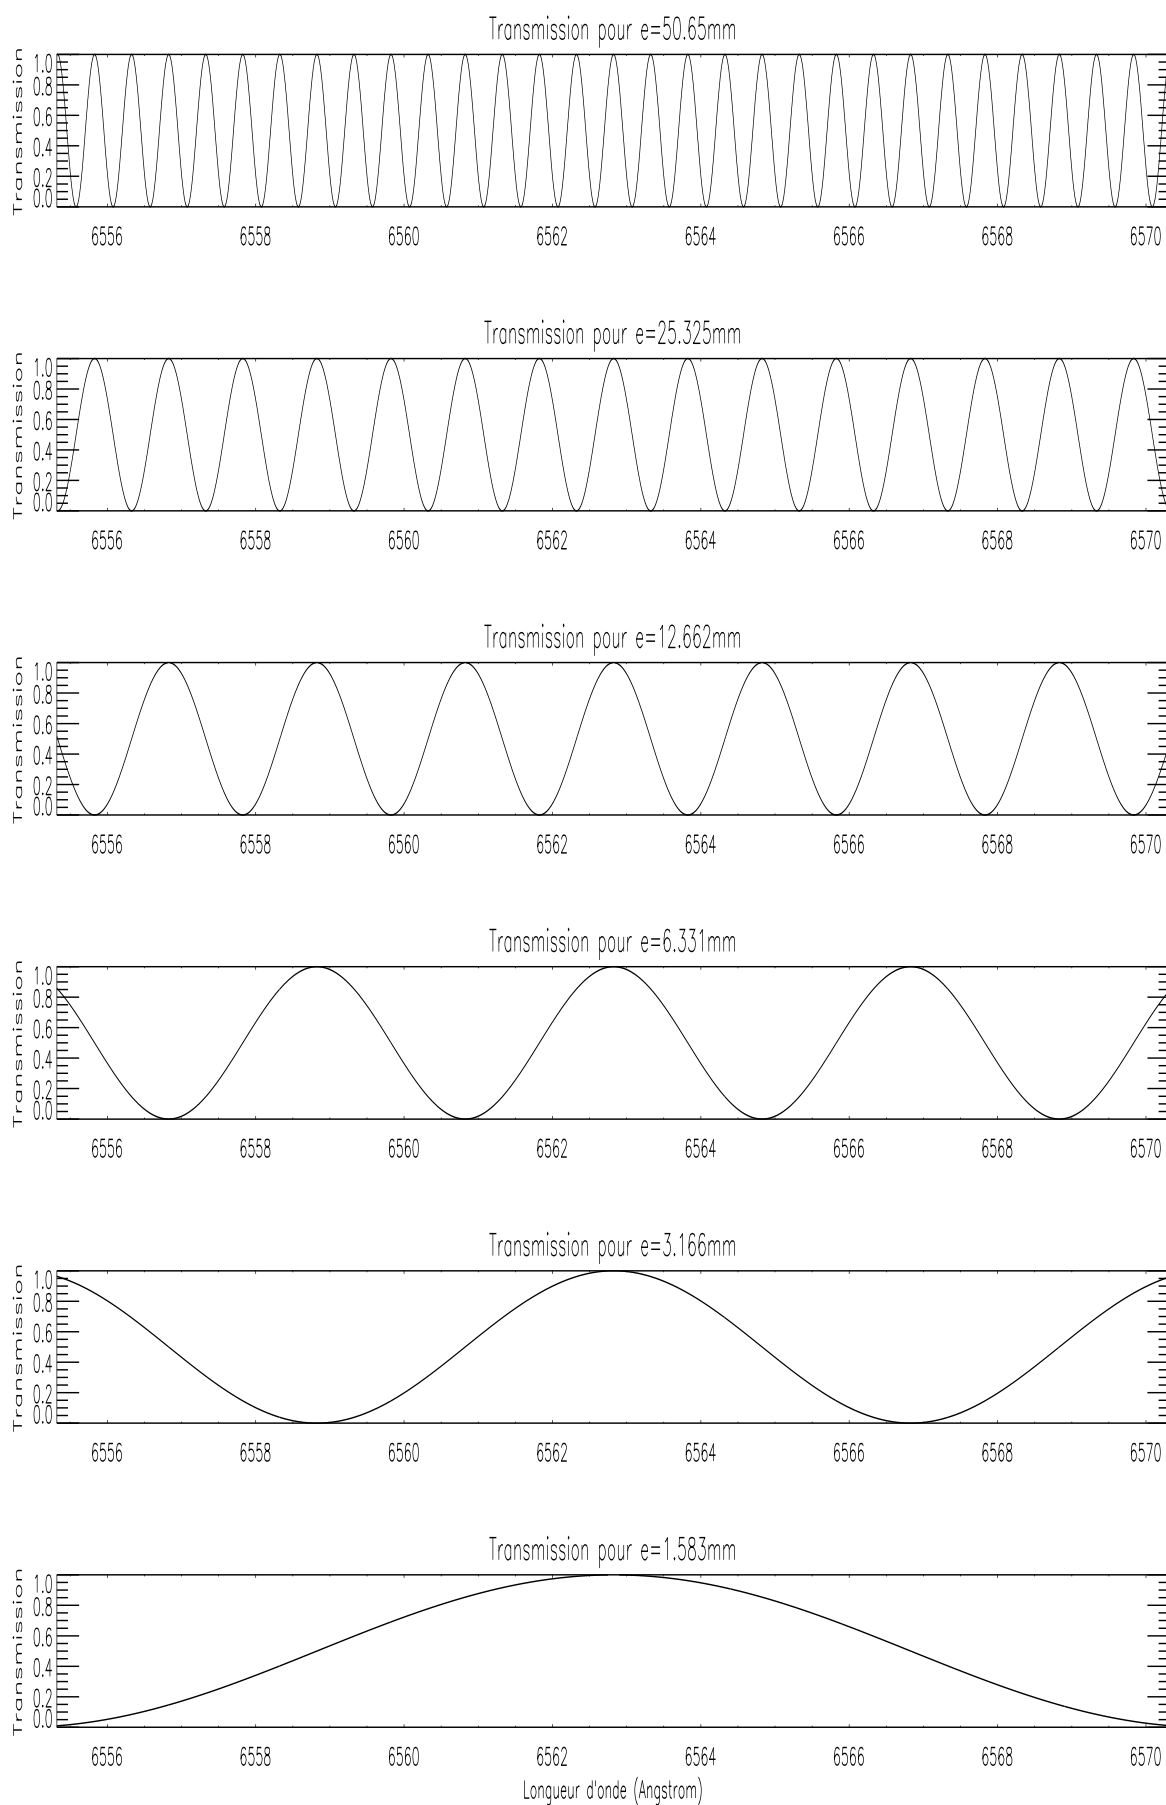 Transmission pour e=50.65mm
Transmission
1.0
0.8
0.6
0.4
0.2
0.0
6556 6558 6560 6562 6564 6566 6568 6570
Transmission pour e=25.325mm
Transmission
1.0
0.8
0.6
0.4
0.2
0.0
6556 6558 6560 6562 6564 6566 6568 6570
Transmission pour e=12.662mm
Transmission
1.0
0.8
0.6
0.4
0.2
0.0
6556 6558 6560 6562 6564 6566 6568 6570
Transmission pour e=6.331mm
Transmission
1.0
0.8
0.6
0.4
0.2
0.0
6556 6558 6560 6562 6564 6566 6568 6570
Transmission pour e=3.166mm
Transmission
1.0
0.8
0.6
0.4
0.2
0.0
6556 6558 6560 6562 6564 6566 6568 6570
Transmission pour e=1.583mm
Transmission
1.0
0.8
0.6
0.4
0.2
0.0
6556 6558 6560 6562 6564 6566 6568 6570
Longueur d'onde (Angstrom)